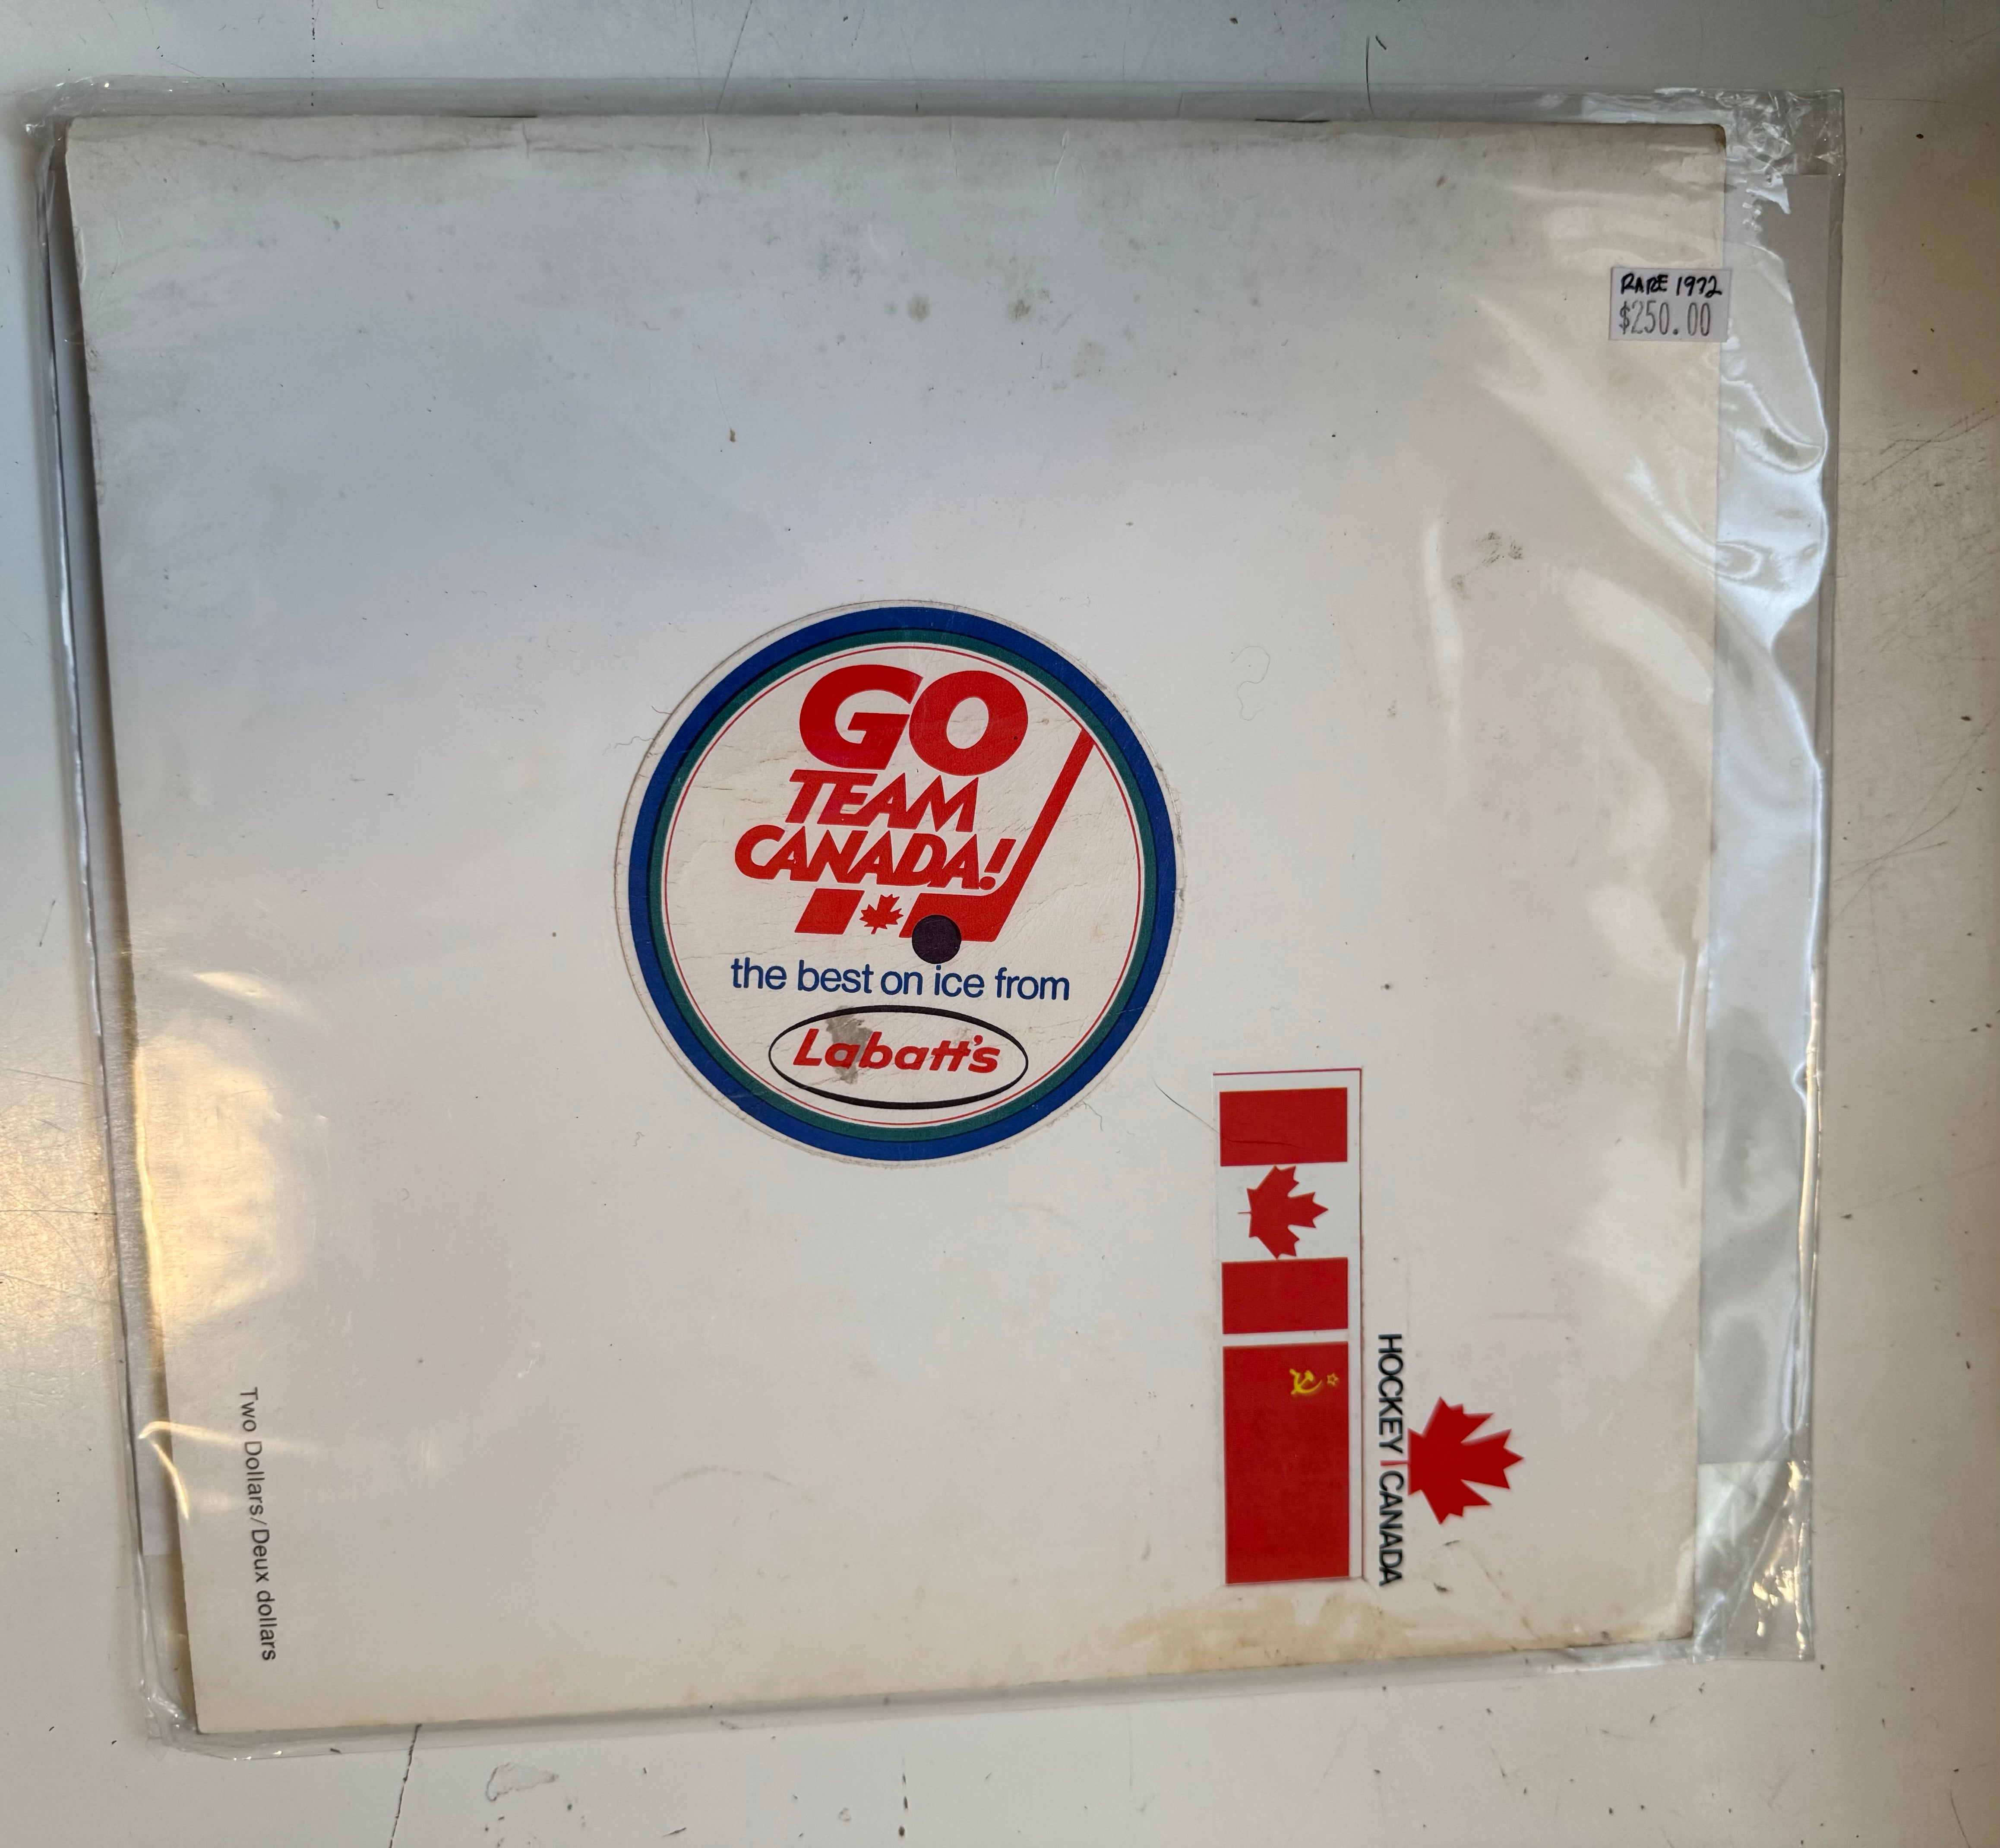 RARE 1972
$250.00
GO
TEAM
CANADA!
the best on ice from
Labatt's
HOCKEY CANADA
Two Dollars/Deux dollars